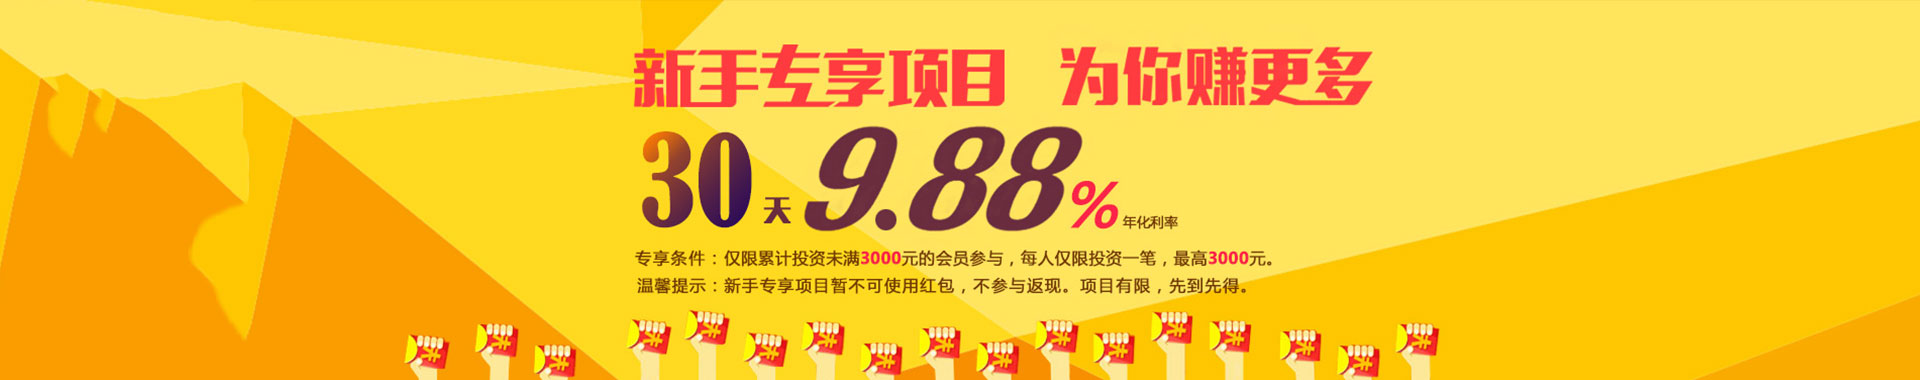 新手专享项目 为你赚更多
30天 9.88% 年化利率
专享条件：仅限累计投资未满3000元的会员参与，每人仅限投资一笔，最高3000元。
温馨提示：新手专享项目暂不可使用红包，不参与返现。项目有限，先到先得。